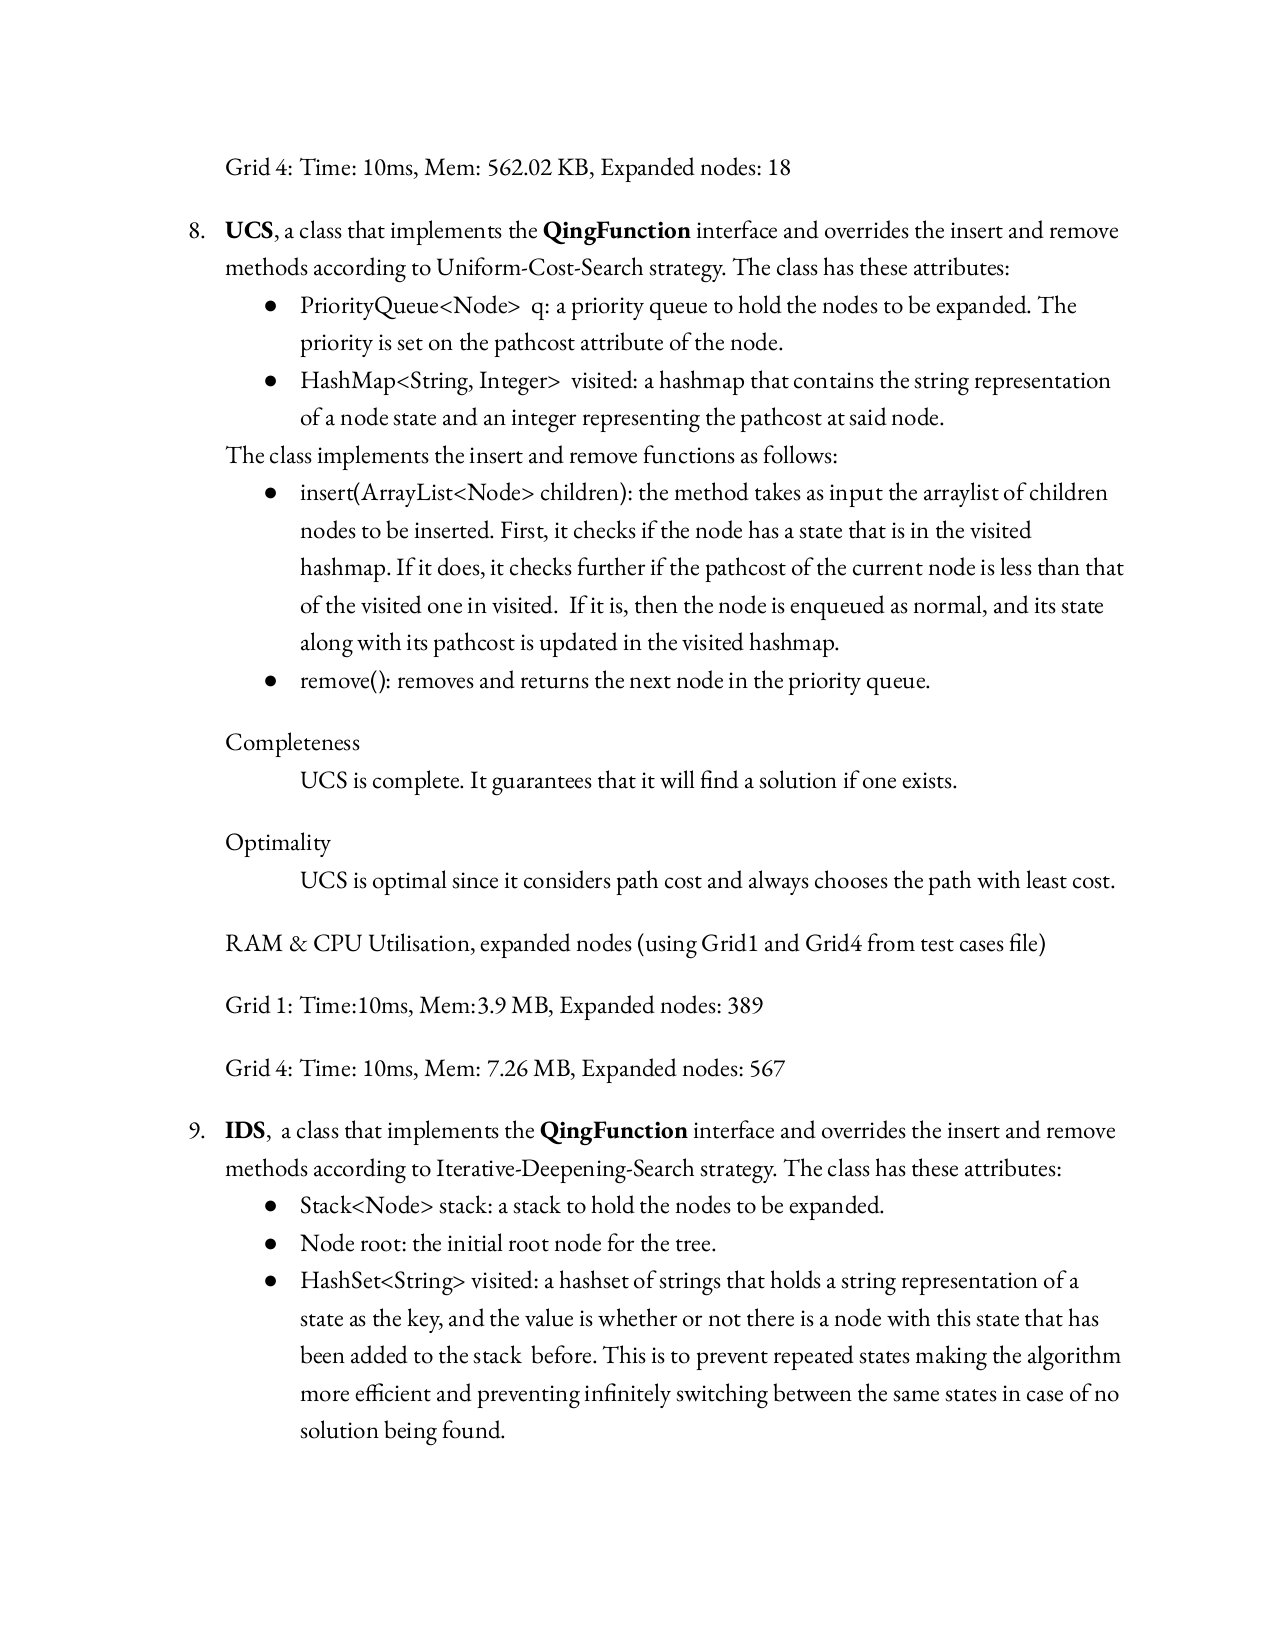 Grid 4: Time: 10ms, Mem: 562.02 KB, Expanded nodes: 18
8. UCS, a class that implements the QingFunction interface and overrides the insert and remove
methods according to Uniform-Cost-Search strategy. The class has these attributes:
● PriorityQueue<Node> q: a priority queue to hold the nodes to be expanded. The
priority is set on the pathcost attribute of the node.
● HashMap<String, Integer> visited: a hashmap that contains the string representation
of a node state and an integer representing the pathcost at said node.
The class implements the insert and remove functions as follows:
● insert(ArrayList<Node> children): the method takes as input the arraylist of children
nodes to be inserted. First, it checks if the node has a state that is in the visited
hashmap. If it does, it checks further if the pathcost of the current node is less than that
of the visited one in visited. If it is, then the node is enqueued as normal, and its state
along with its pathcost is updated in the visited hashmap.
● remove(): removes and returns the next node in the priority queue.
Completeness
UCS is complete. It guarantees that it will find a solution if one exists.
Optimality
UCS is optimal since it considers path cost and always chooses the path with least cost.
RAM & CPU Utilisation, expanded nodes (using Grid1 and Grid4 from test cases file)
Grid 1: Time:10ms, Mem:3.9 MB, Expanded nodes: 389
Grid 4: Time: 10ms, Mem: 7.26 MB, Expanded nodes: 567
9. IDS, a class that implements the QingFunction interface and overrides the insert and remove
methods according to Iterative-Deepening-Search strategy. The class has these attributes:
● Stack<Node> stack: a stack to hold the nodes to be expanded.
● Node root: the initial root node for the tree.
● HashSet<String> visited: a hashset of strings that holds a string representation of a
state as the key, and the value is whether or not there is a node with this state that has
been added to the stack before. This is to prevent repeated states making the algorithm
more efficient and preventing infinitely switching between the same states in case of no
solution being found.